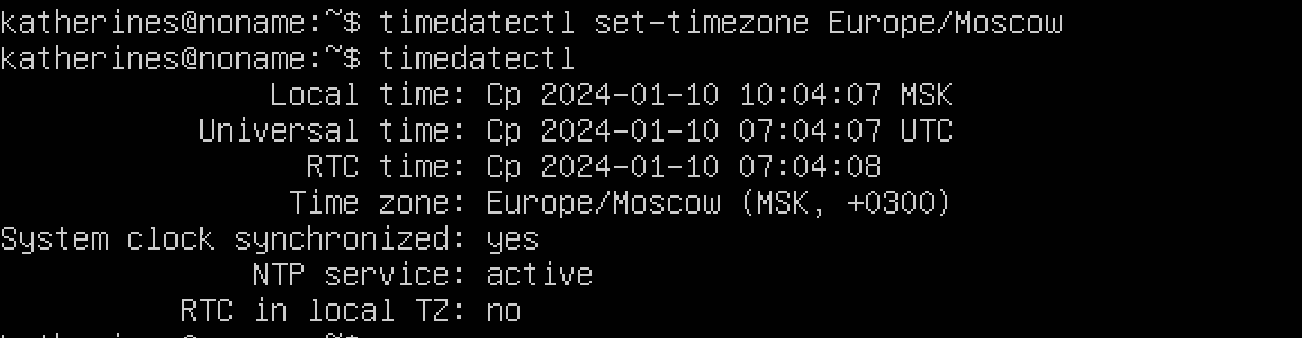 katherines@noname:~$ timedatectl set-timezone Europe/Moscow
katherines@noname:~$ timedatectl
Local time: Ср 2024-01-10 10:04:07 MSK
Universal time: Ср 2024-01-10 07:04:07 UTC
RTC time: Ср 2024-01-10 07:04:08
Time zone: Europe/Moscow (MSK, +0300)
System clock synchronized: yes
NTP service: active
RTC in local TZ: no